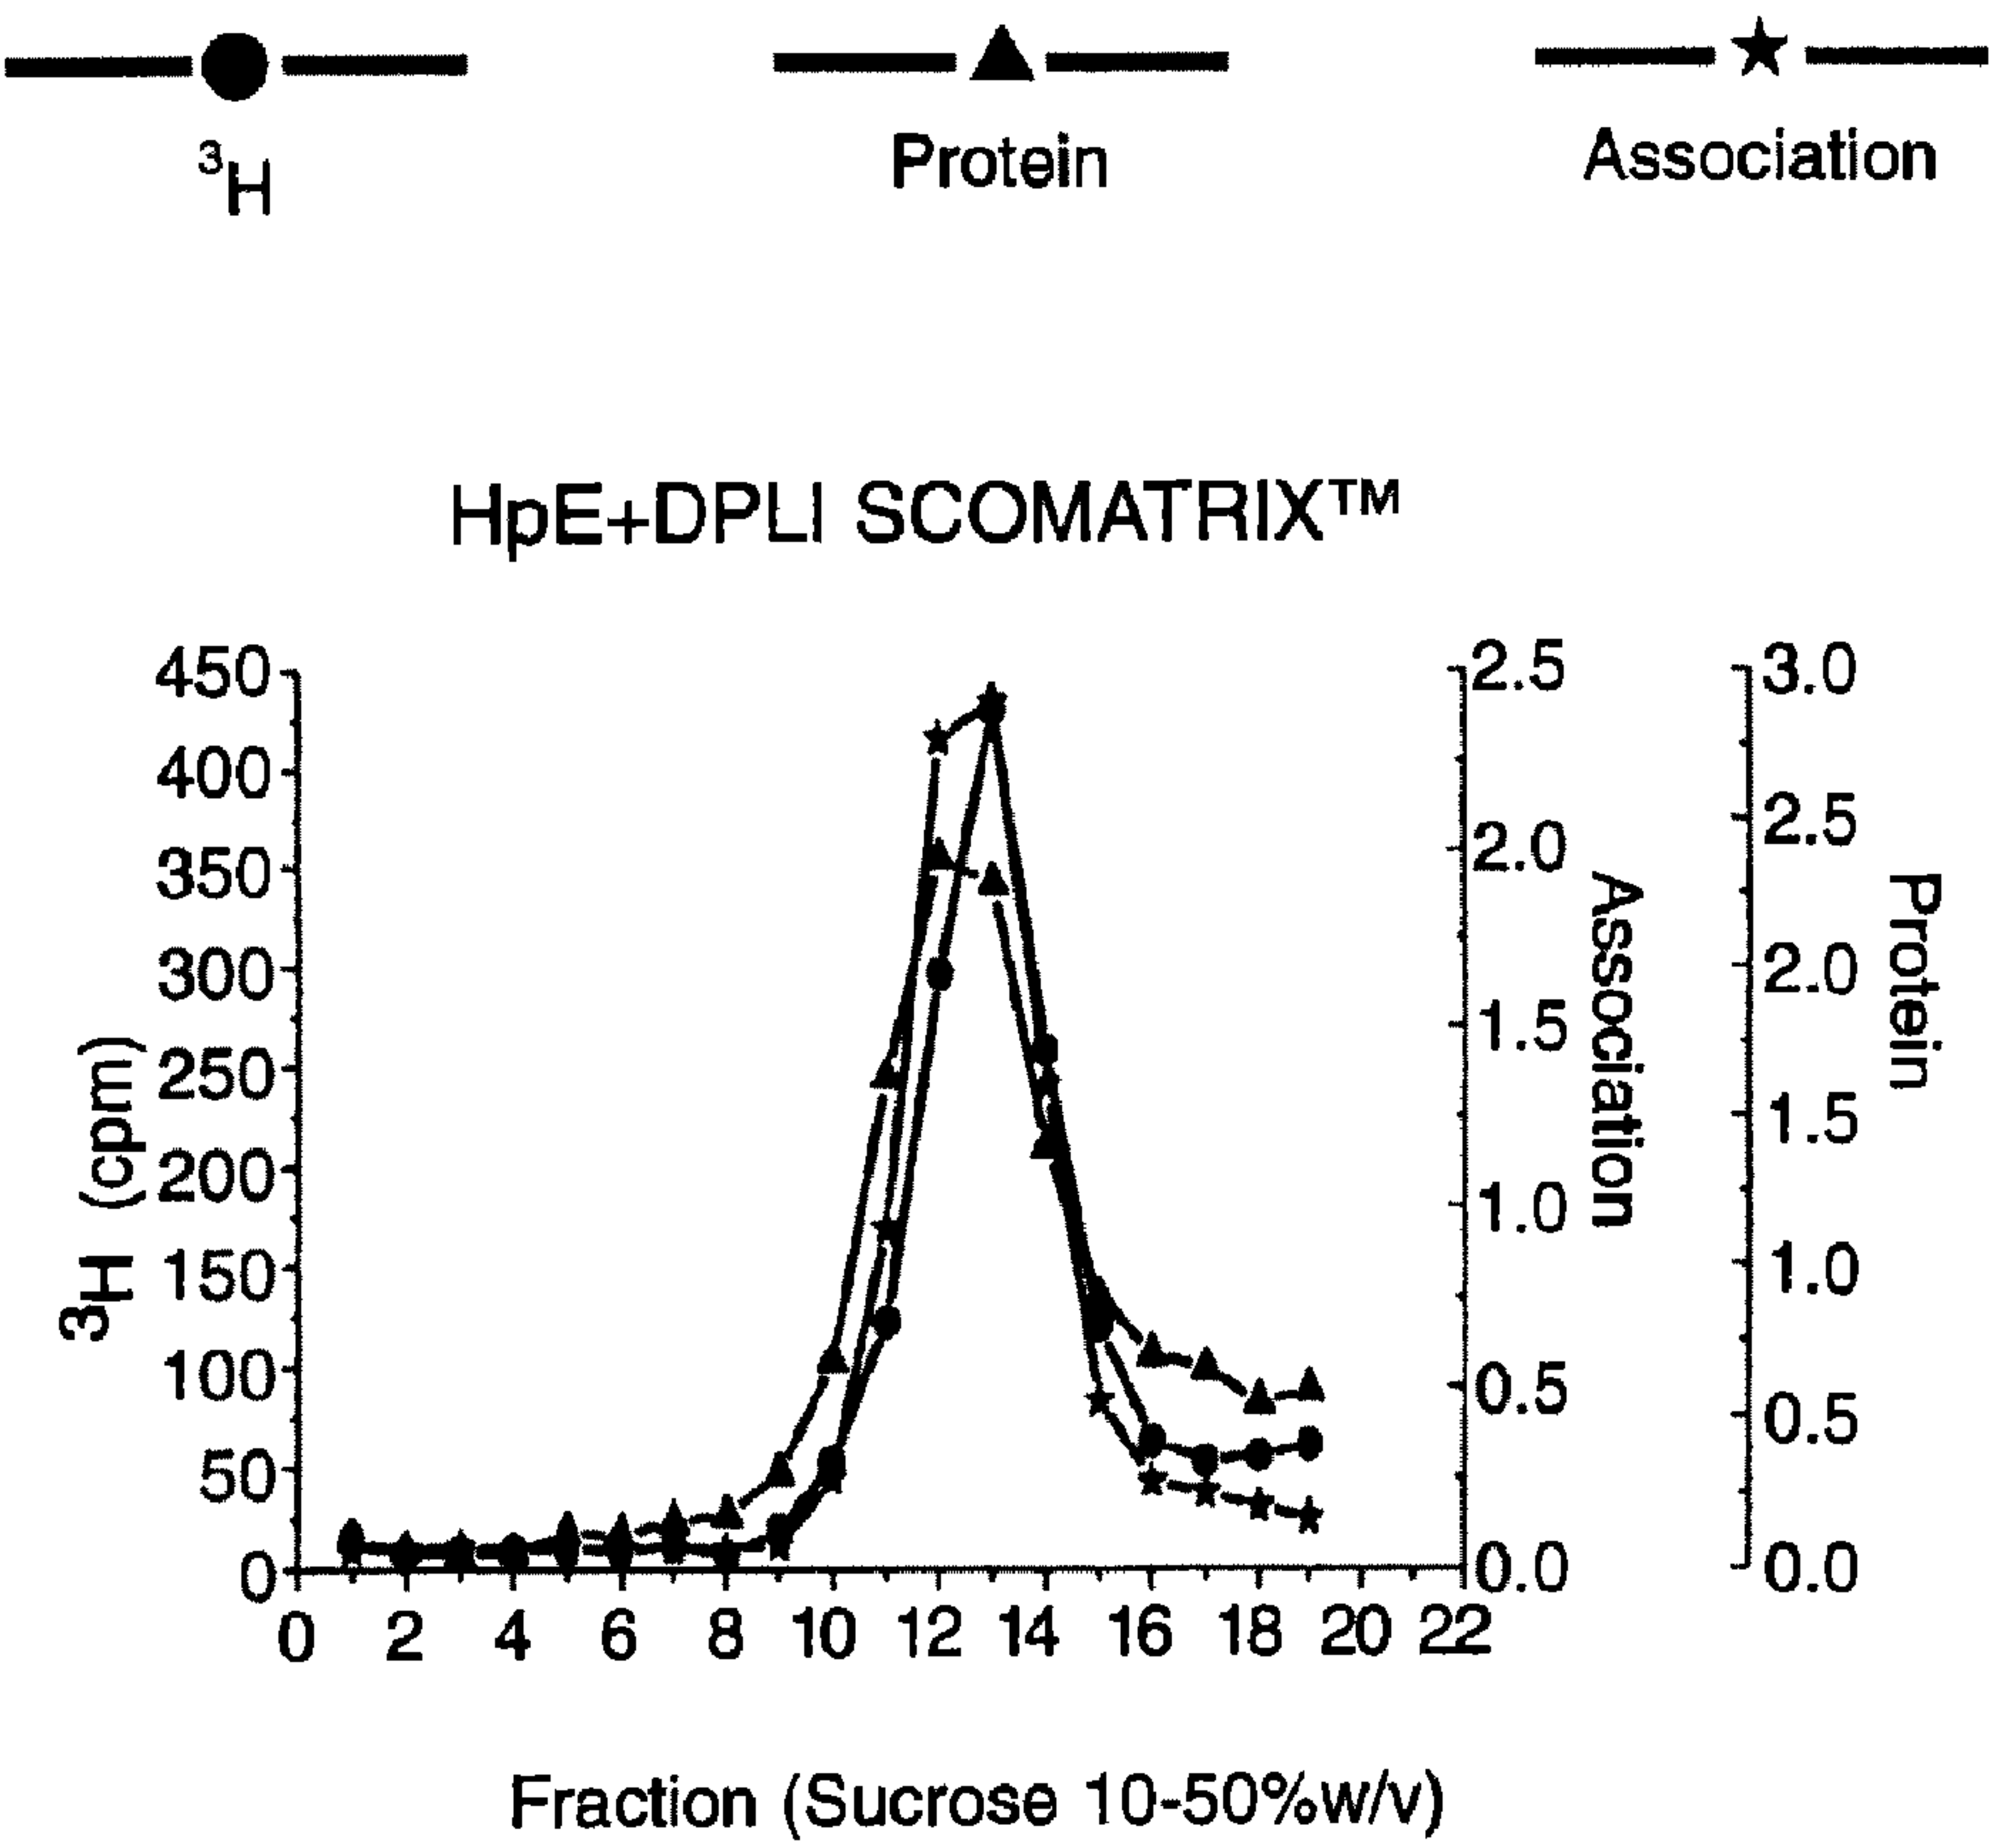 ³H
Protein
Association
HpE+DPLI SCOMATRIX™
450
400
350
300
250
200
150
100
50
0
³H (cpm)
2.5
2.0
1.5
1.0
0.5
0.0
Association
3.0
2.5
2.0
1.5
1.0
0.5
0.0
Protein
0 2 4 6 8 10 12 14 16 18 20 22
Fraction (Sucrose 10-50%w/v)